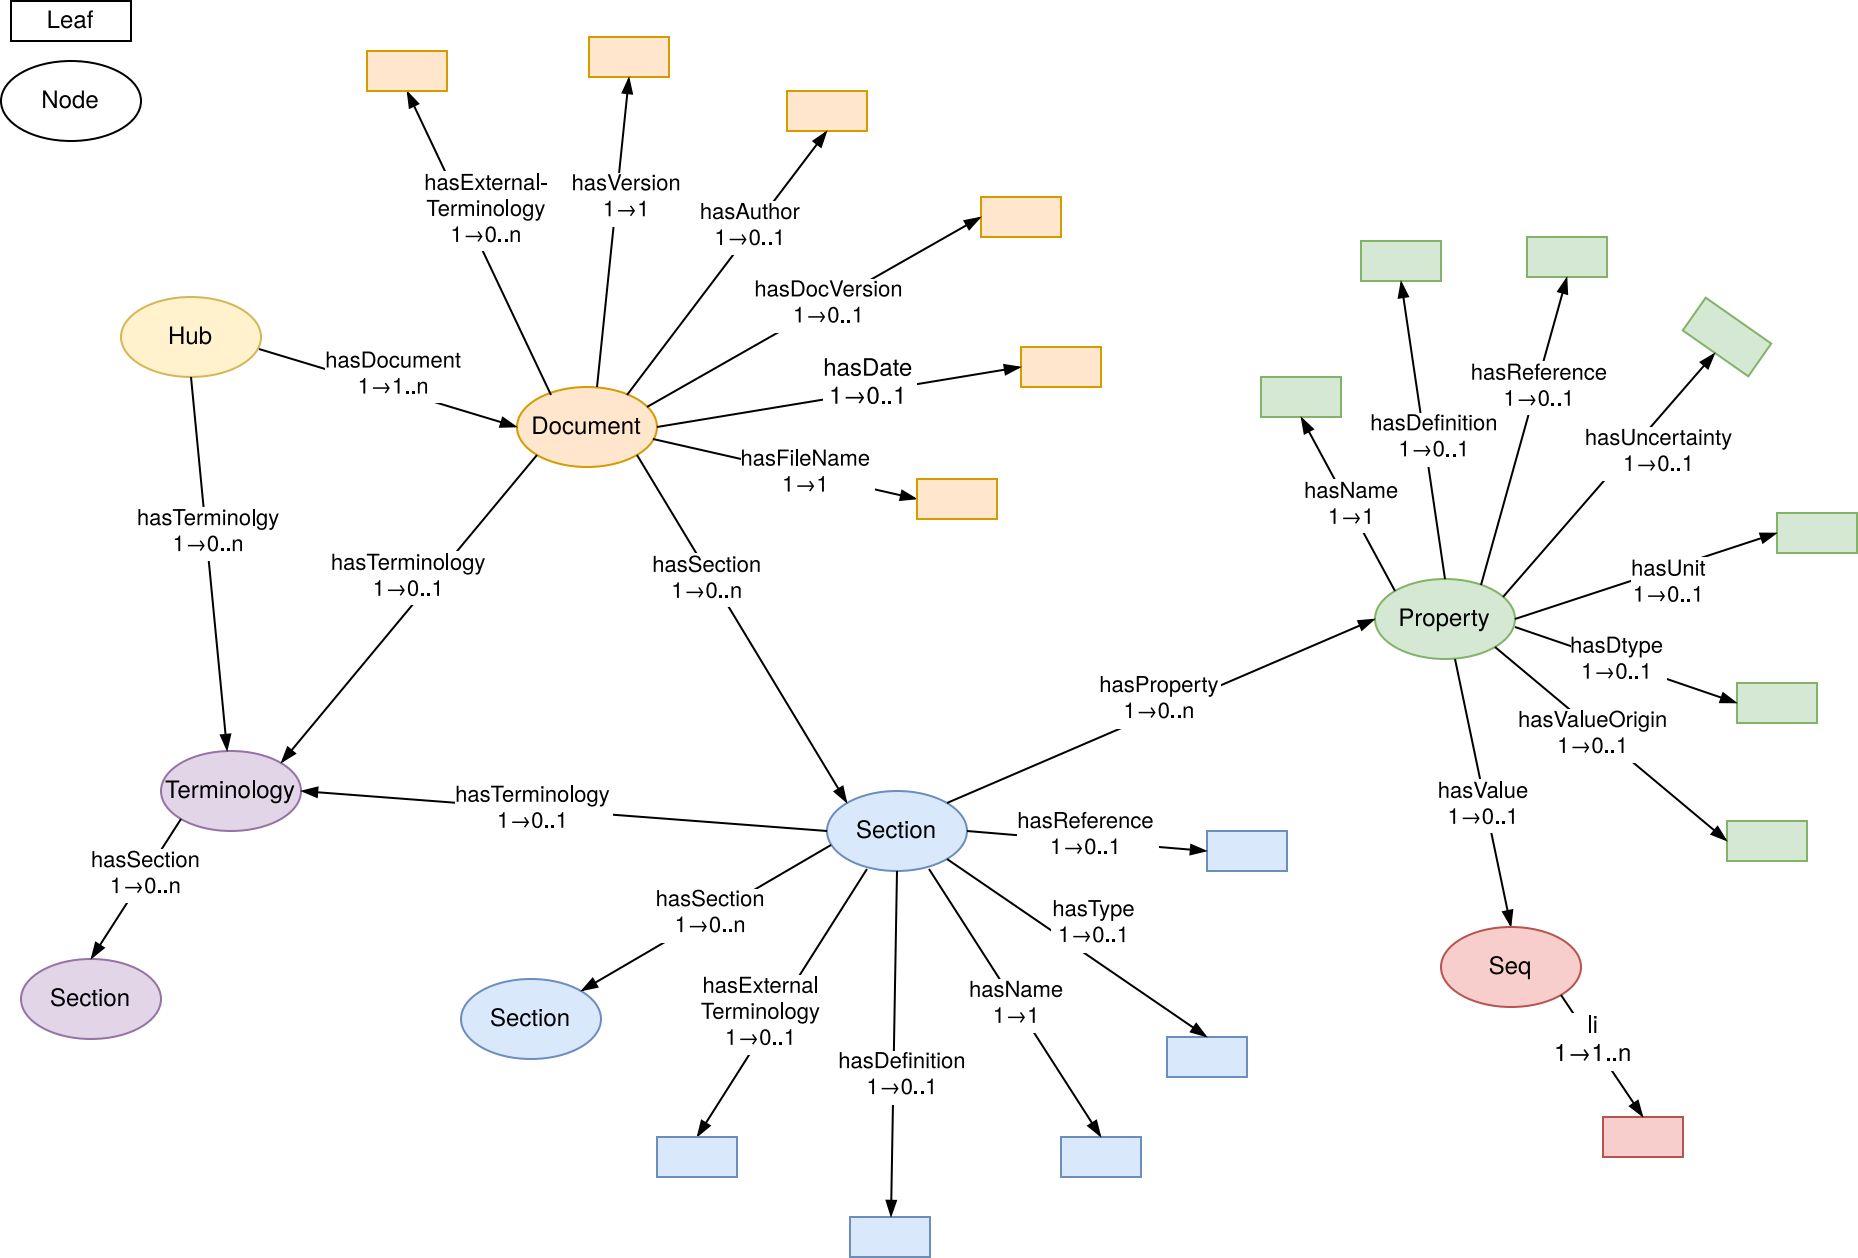 Leaf
Node
hasExternal-
Terminology
1→0..n
hasVersion
1→1
hasAuthor
1→0..1
hasDocVersion
1→0..1
Hub
hasDocument
1→1..n
hasDate
1→0..1
Document
hasFileName
1→1
hasTerminolgy
1→0..n
hasTerminology
1→0..1
hasSection
1→0..n
hasReference
1→0..1
hasDefinition
1→0..1
hasUncertainty
1→0..1
hasName
1→1
hasUnit
1→0..1
Property
hasDtype
1→0..1
hasProperty
1→0..n
hasValueOrigin
1→0..1
hasValue
1→0..1
Terminology
hasTerminology
1→0..1
Section
hasReference
1→0..1
hasSection
1→0..n
hasSection
1→0..n
hasType
1→0..1
Section
Section
hasExternal
Terminology
1→0..1
hasName
1→1
hasDefinition
1→0..1
Seq
li
1→1..n